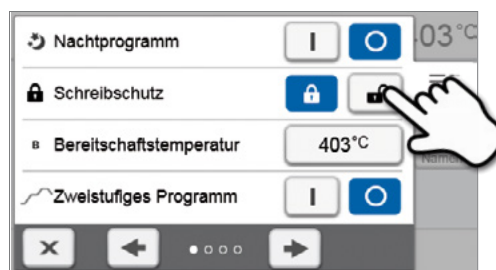 Nachtprogramm I O
Schreibschutz
B Bereitschaftstemperatur 403°C
Zweistufiges Programm I O
03°C